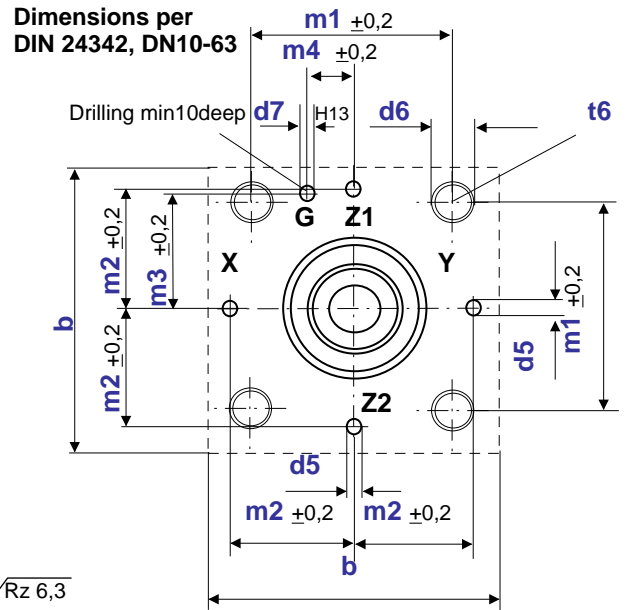 Dimensions per
DIN 24342, DN10-63
m1 ±0,2
m4 ±0,2
Drilling min10deep
d7 H13
d6
t6
G
Z1
X
Y
m2 ±0,2
m3 ±0,2
b
m2 ±0,2
d5
m1 ±0,2
Z2
d5
m2 ±0,2
m2 ±0,2
b
Rz 6,3